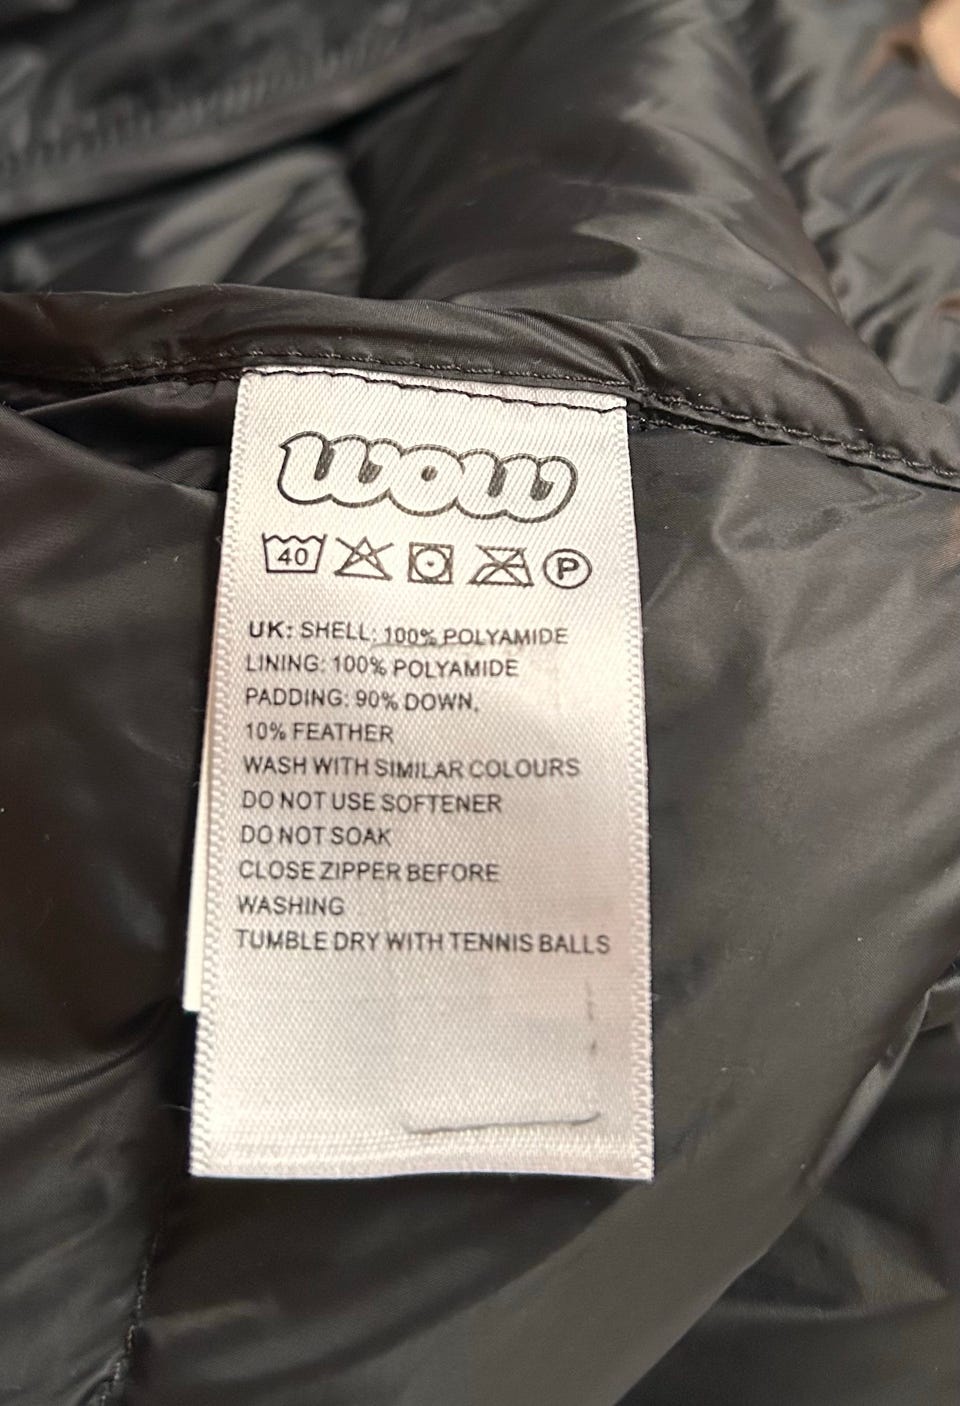 wow
40 P
UK: SHELL: 100% POLYAMIDE
LINING: 100% POLYAMIDE
PADDING: 90% DOWN,
10% FEATHER
WASH WITH SIMILAR COLOURS
DO NOT USE SOFTENER
DO NOT SOAK
CLOSE ZIPPER BEFORE
WASHING
TUMBLE DRY WITH TENNIS BALLS